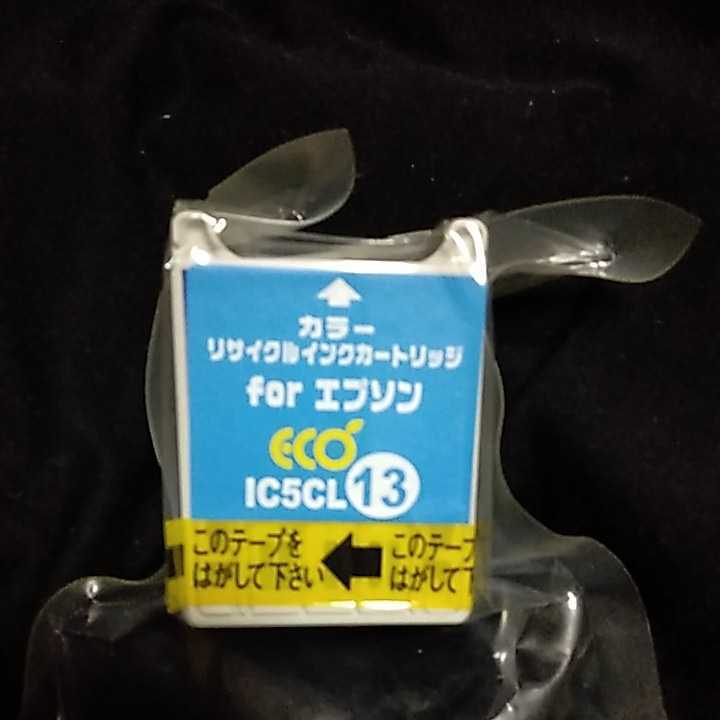 カラー
リサイクルインクカートリッジ
for エプソン
eco
IC5CL13
このテープを
はがして下さい
このテープ
はがして下